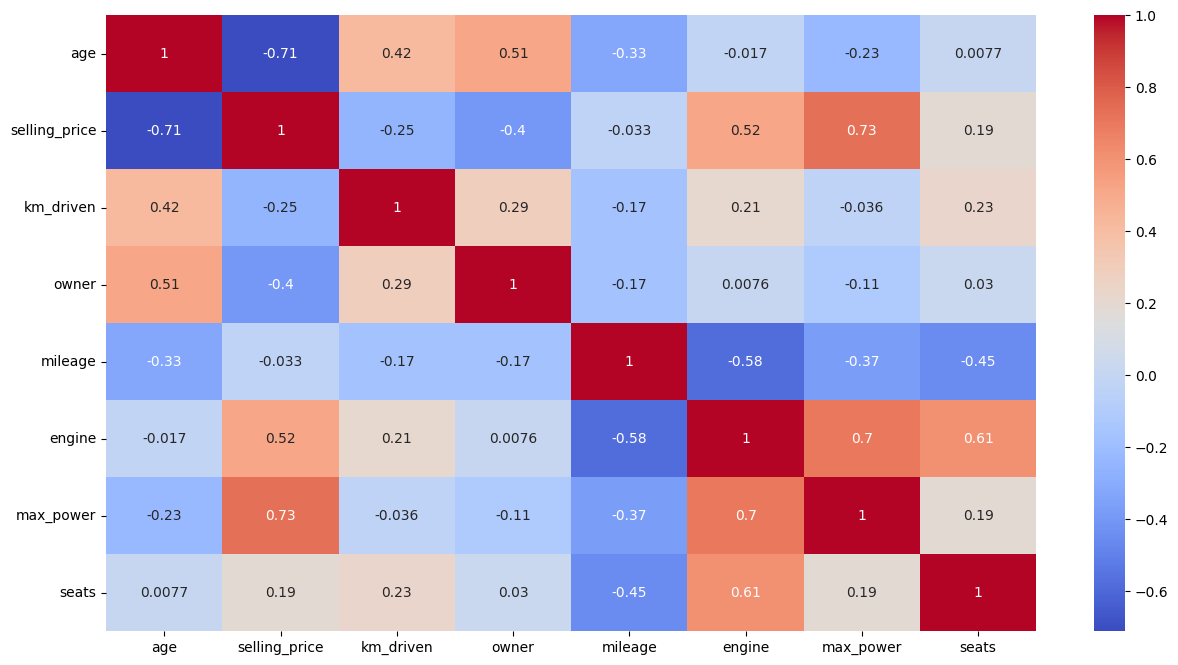 age 1 -0.71 0.42 0.51 -0.33 -0.017 -0.23 0.0077
selling_price -0.71 1 -0.25 -0.4 -0.033 0.52 0.73 0.19
km_driven 0.42 -0.25 1 0.29 -0.17 0.21 -0.036 0.23
owner 0.51 -0.4 0.29 1 -0.17 0.0076 -0.11 0.03
mileage -0.33 -0.033 -0.17 -0.17 1 -0.58 -0.37 -0.45
engine -0.017 0.52 0.21 0.0076 -0.58 1 0.7 0.61
max_power -0.23 0.73 -0.036 -0.11 -0.37 0.7 1 0.19
seats 0.0077 0.19 0.23 0.03 -0.45 0.61 0.19 1
age selling_price km_driven owner mileage engine max_power seats
1.0
0.8
0.6
0.4
0.2
0.0
−0.2
−0.4
−0.6